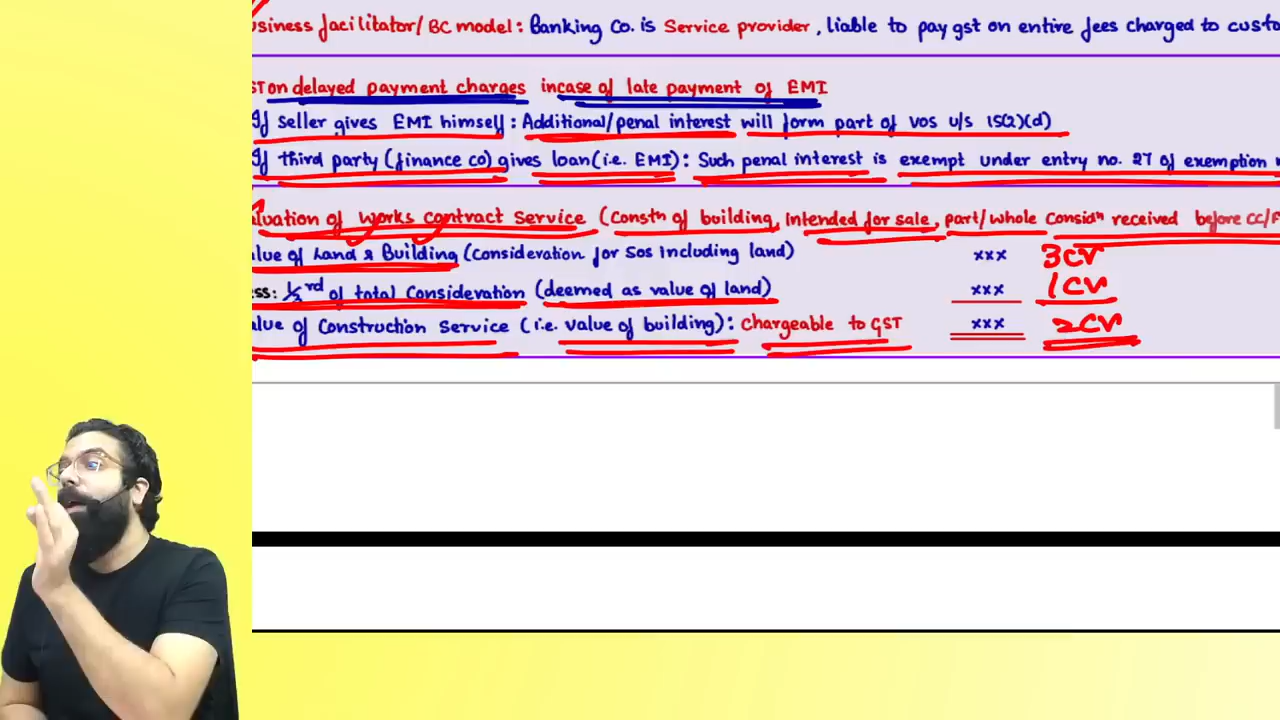 usiness facilitator/ BC model: Banking Co. is Service provider, liable to pay gst on entire fees charged to custo
ST on delayed payment charges incase of late payment of EMI
If seller gives EMI himself: Additional/penal interest will form part of VOS u/s 15(2)(d)
If third party (finance co) gives loan (i.e. EMI): Such penal interest is exempt under entry no. 27 of exemption n
aluation of Works Contract Service (Constn of building, Intended for sale, part/whole Considn received before CC/F
alue of Land & Building (consideration for SOS including land) xxx 3CV
ess: 1/3rd of total Consideration (deemed as value of land) xxx 1CV
alue of Construction Service (i.e. value of building): Chargeable to GST xxx 2CV